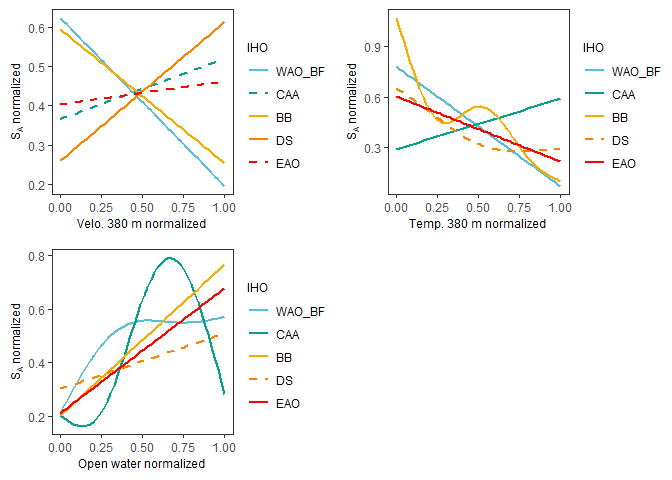 S_A normalized
0.6
0.5
0.4
0.3
0.2
0.00 0.25 0.50 0.75 1.00
Velo. 380 m normalized
IHO
WAO_BF
CAA
BB
DS
EAO
S_A normalized
0.9
0.6
0.3
0.00 0.25 0.50 0.75 1.00
Temp. 380 m normalized
IHO
WAO_BF
CAA
BB
DS
EAO
S_A normalized
0.8
0.6
0.4
0.2
0.00 0.25 0.50 0.75 1.00
Open water normalized
IHO
WAO_BF
CAA
BB
DS
EAO